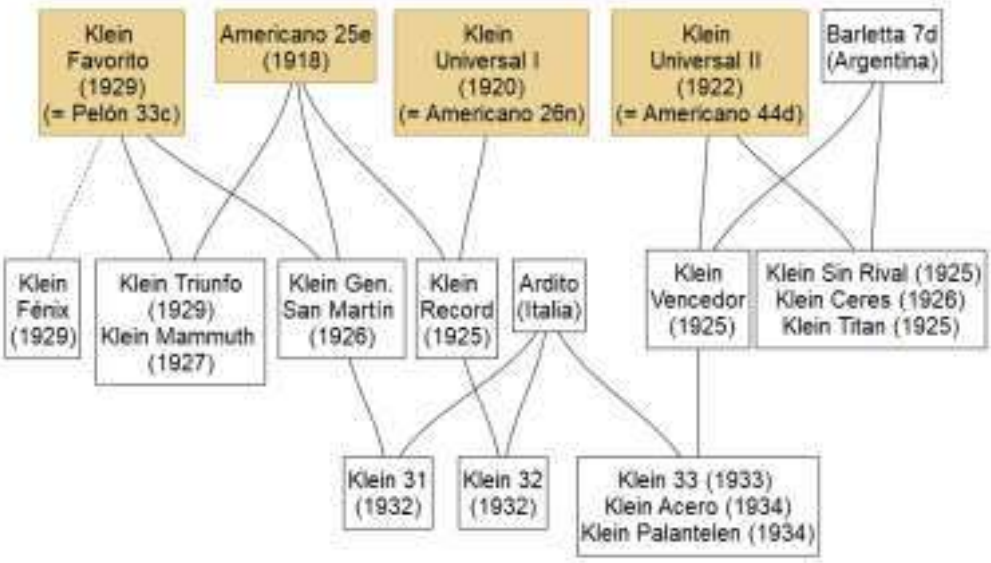 Klein
Favorito
(1929)
(= Pelón 33c)
Americano 25e
(1918)
Klein
Universal I
(1920)
(= Americano 26n)
Klein
Universal II
(1922)
(= Americano 44d)
Barletta 7d
(Argentina)
Klein
Fénix
(1929)
Klein Triunfo
(1929)
Klein Mammuth
(1927)
Klein Gen.
San Martín
(1926)
Klein
Record
(1925)
Ardito
(Italia)
Klein
Vencedor
(1925)
Klein Sin Rival (1925)
Klein Ceres (1926)
Klein Titan (1925)
Klein 31
(1932)
Klein 32
(1932)
Klein 33 (1933)
Klein Acero (1934)
Klein Palantelen (1934)